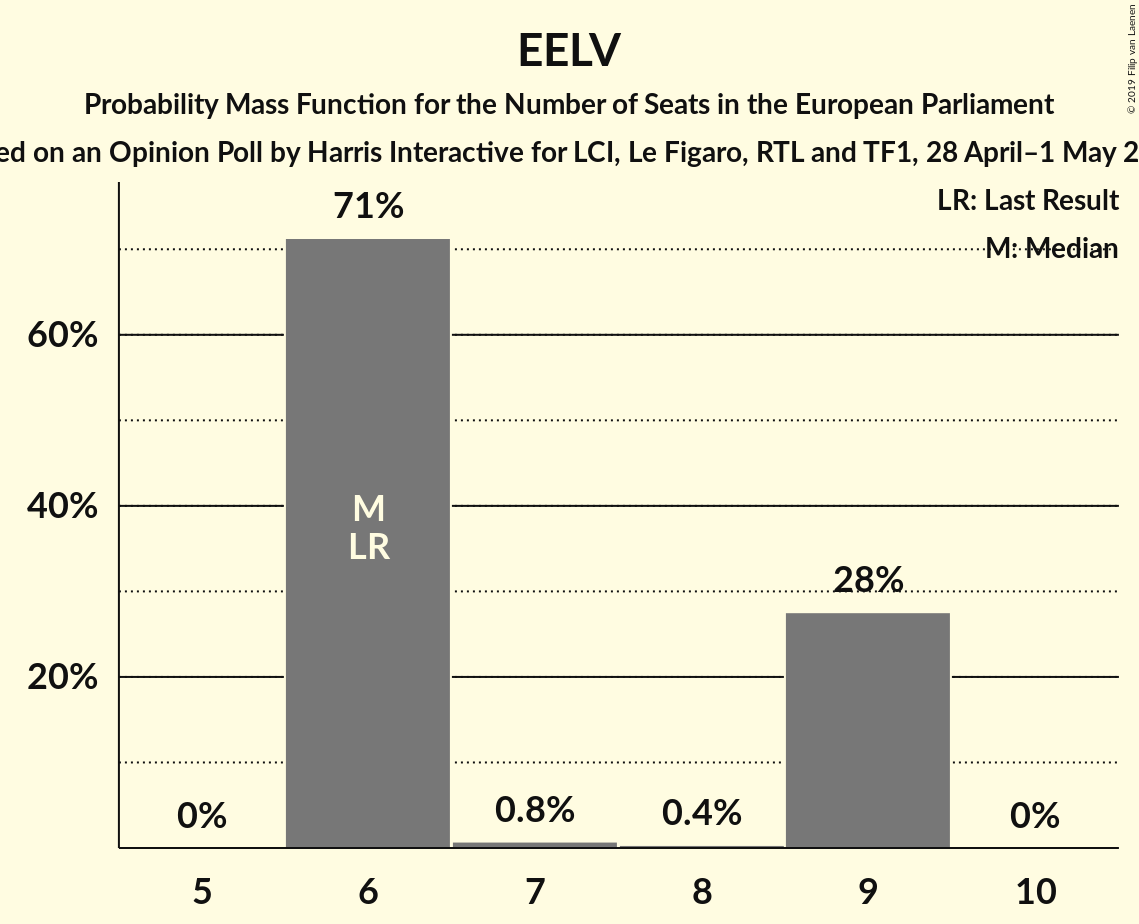 EELV
Probability Mass Function for the Number of Seats in the European Parliament
on an Opinion Poll by Harris Interactive for LCI, Le Figaro, RTL and TF1, 28 April–1 May
© 2019 Filip van Laenen
LR: Last Result
M: Median
71%
60%
40%
20%
M
LR
28%
0%
0.8%
0.4%
0%
5
6
7
8
9
10